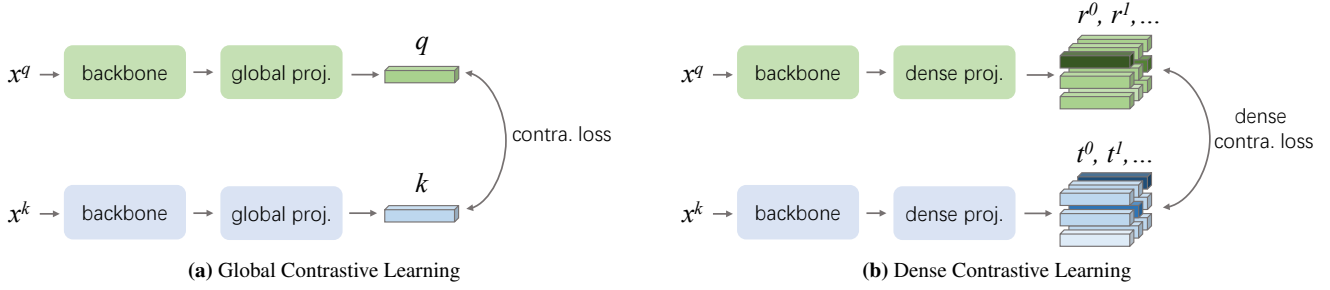 q
x^q
backbone
global proj.
contra. loss
k
x^k
backbone
global proj.
(a) Global Contrastive Learning
r^0, r^1,...
x^q
backbone
dense proj.
dense
contra. loss
t^0, t^1,...
x^k
backbone
dense proj.
(b) Dense Contrastive Learning